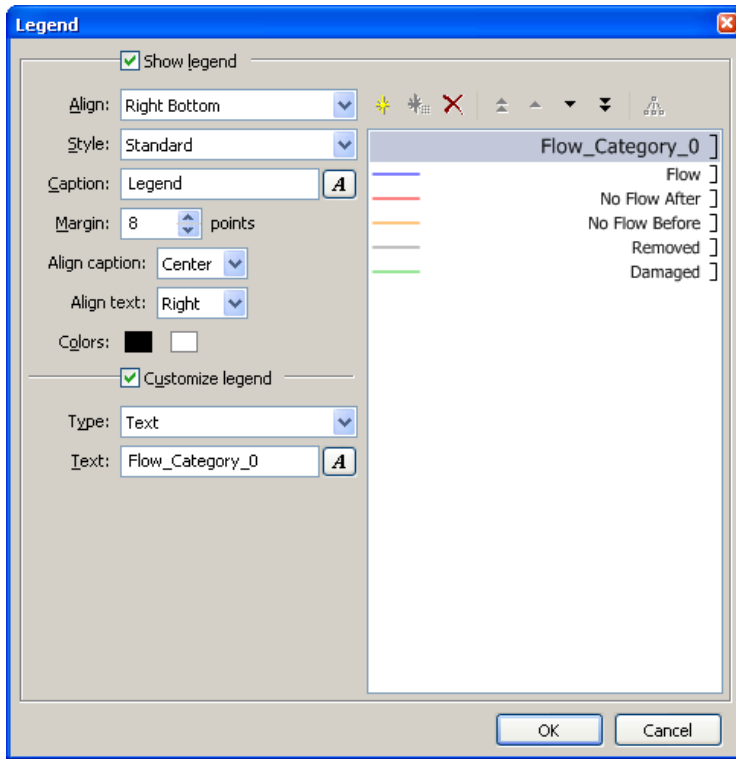 Legend
Show legend
Align: Right Bottom
Style: Standard
Caption: Legend A
Margin: 8 points
Align caption: Center
Align text: Right
Colors:
Customize legend
Type: Text
Text: Flow_Category_0 A
Flow_Category_0 ]
Flow ]
No Flow After ]
No Flow Before ]
Removed ]
Damaged ]
OK Cancel